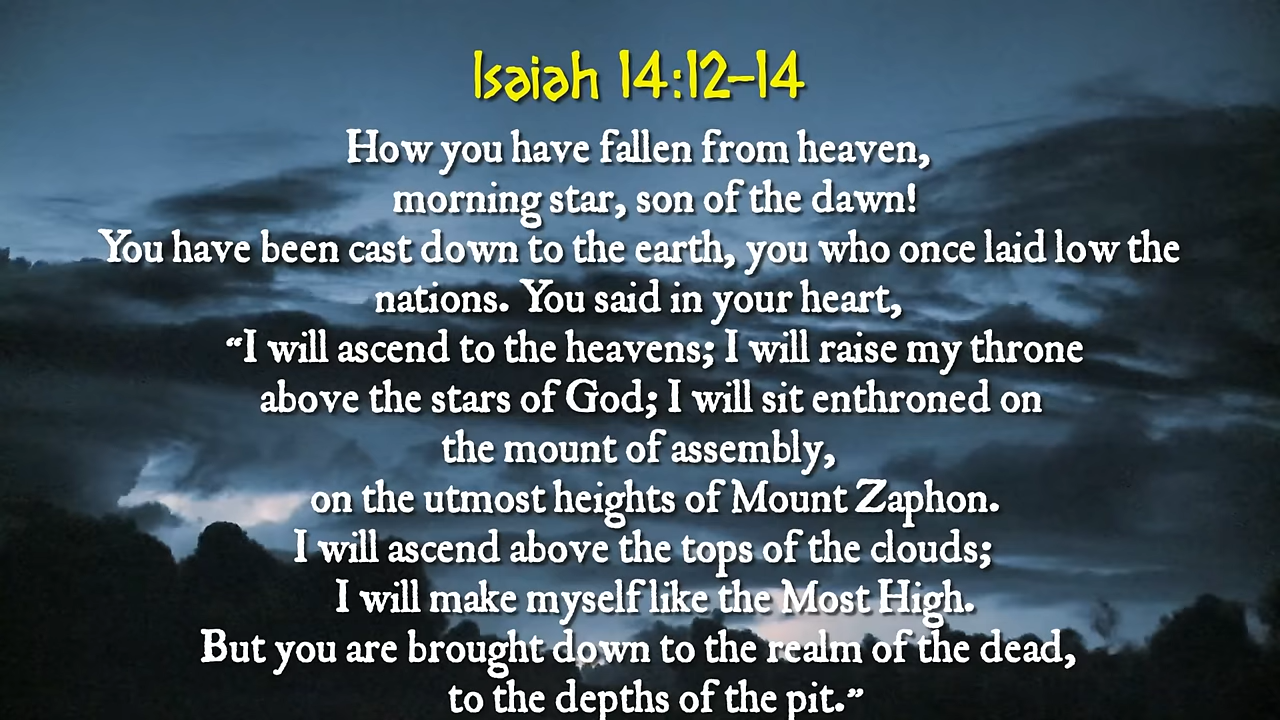 Isaiah 14:12–14
How you have fallen from heaven,
morning star, son of the dawn!
You have been cast down to the earth, you who once laid low the
nations. You said in your heart,
“I will ascend to the heavens; I will raise my throne
above the stars of God; I will sit enthroned on
the mount of assembly,
on the utmost heights of Mount Zaphon.
I will ascend above the tops of the clouds;
I will make myself like the Most High.
But you are brought down to the realm of the dead,
to the depths of the pit.”